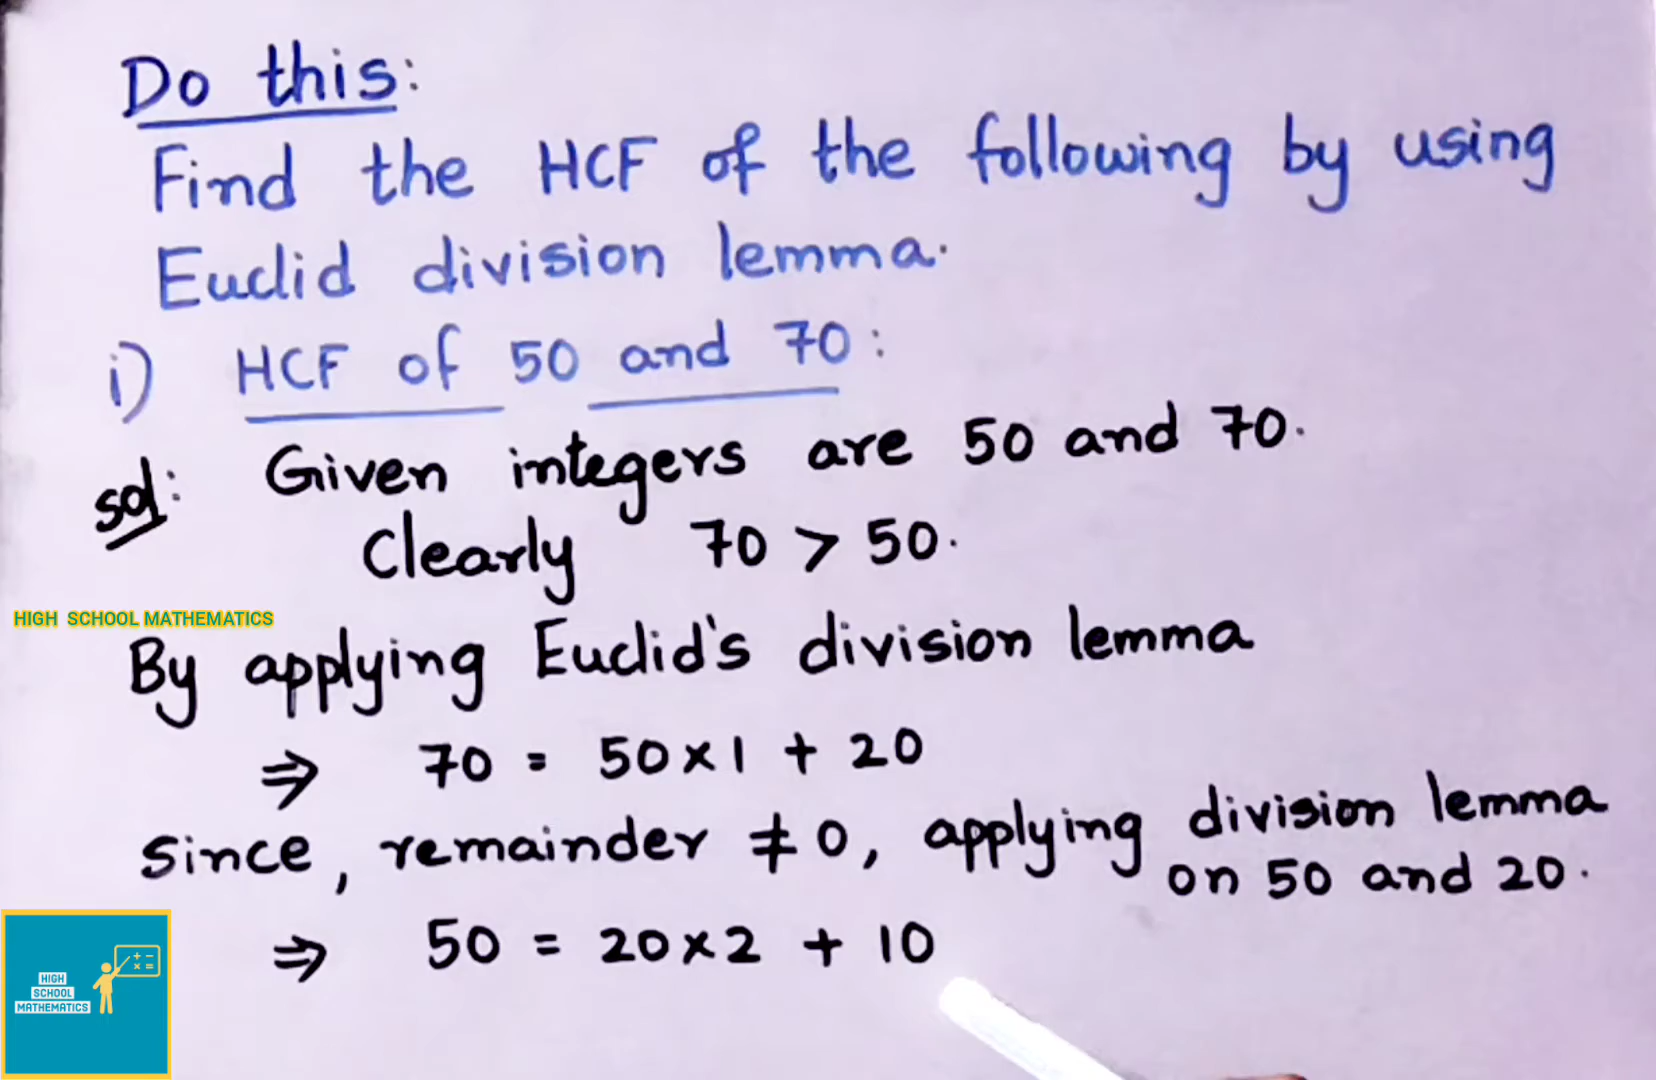 Do this:
Find the HCF of the following by using
Euclid division lemma.
i) HCF of 50 and 70:
sol: Given integers are 50 and 70.
Clearly 70 > 50.
HIGH SCHOOL MATHEMATICS
By applying Euclid's division lemma
⇒ 70 = 50 × 1 + 20
Since, remainder ≠ 0, applying division lemma
on 50 and 20.
⇒ 50 = 20 × 2 + 10
HIGH
SCHOOL
MATHEMATICS
+ −
× =